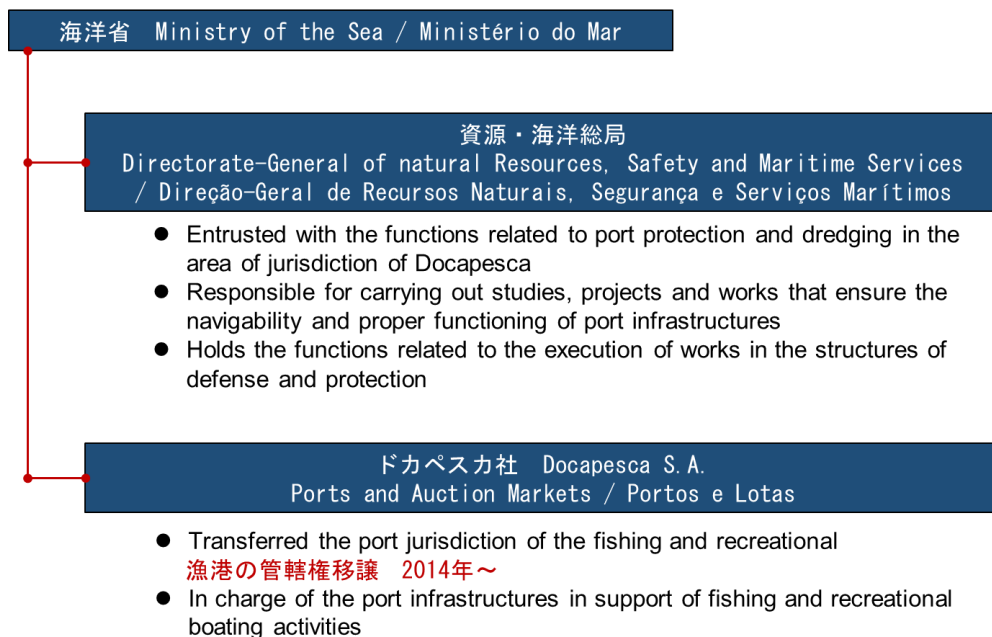 海洋省　Ministry of the Sea / Ministério do Mar
資源・海洋総局
Directorate-General of natural Resources, Safety and Maritime Services
/ Direção-Geral de Recursos Naturais, Segurança e Serviços Marítimos
● Entrusted with the functions related to port protection and dredging in the
area of jurisdiction of Docapesca
● Responsible for carrying out studies, projects and works that ensure the
navigability and proper functioning of port infrastructures
● Holds the functions related to the execution of works in the structures of
defense and protection
ドカペスカ社　Docapesca S.A.
Ports and Auction Markets / Portos e Lotas
● Transferred the port jurisdiction of the fishing and recreational
漁港の管轄権移譲　2014年～
● In charge of the port infrastructures in support of fishing and recreational
boating activities